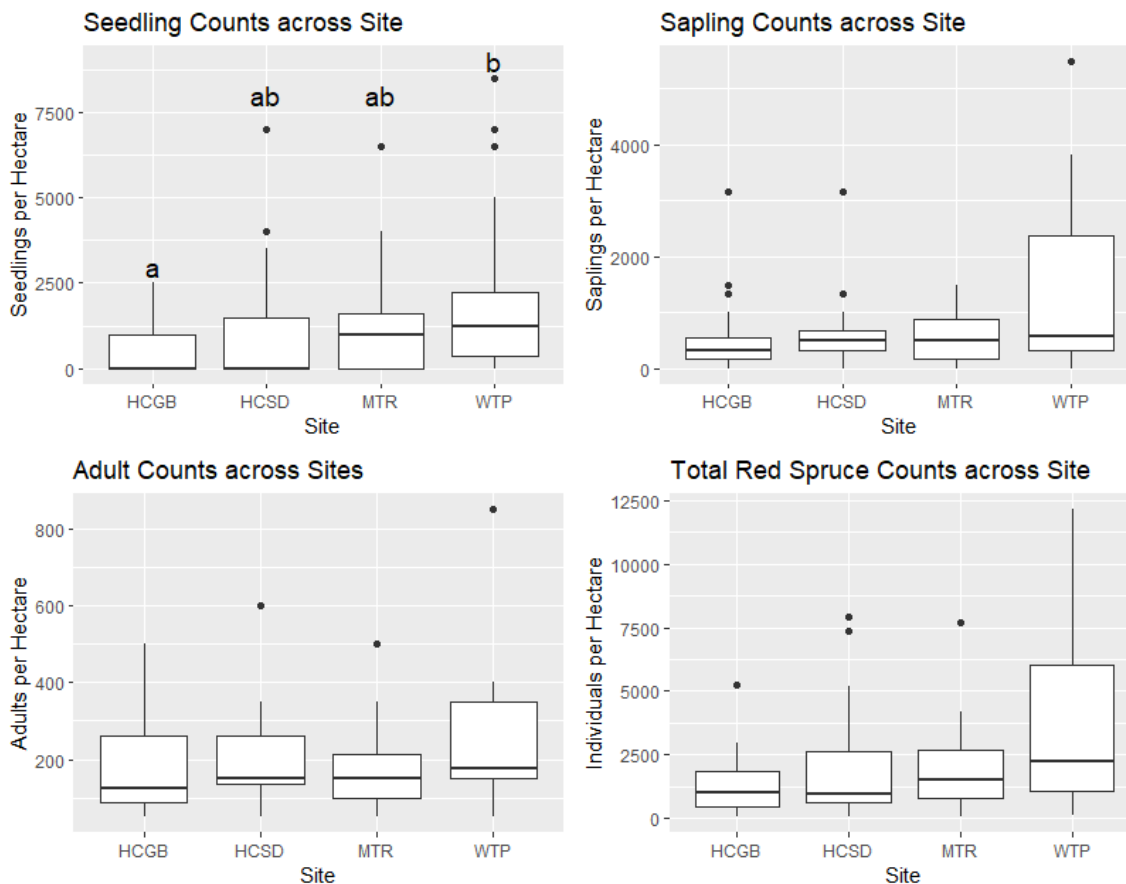 Seedling Counts across Site
Seedlings per Hectare
7500
5000
2500
0
a
ab
ab
b
HCGB HCSD MTR WTP
Site
Sapling Counts across Site
Saplings per Hectare
4000
2000
0
HCGB HCSD MTR WTP
Site
Adult Counts across Sites
Adults per Hectare
800
600
400
200
HCGB HCSD MTR WTP
Site
Total Red Spruce Counts across Site
Individuals per Hectare
12500
10000
7500
5000
2500
0
HCGB HCSD MTR WTP
Site